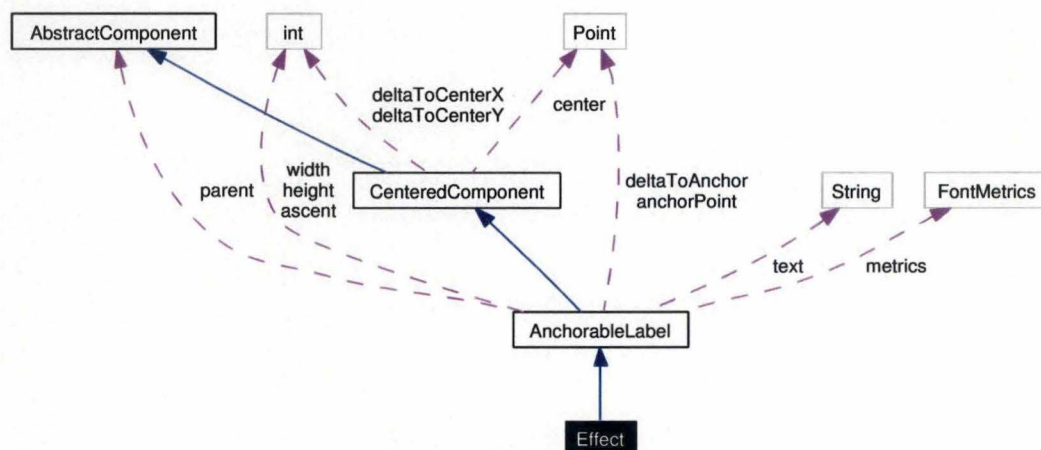 AbstractComponent
int
Point
deltaToCenterX
deltaToCenterY
center
parent
width
height
ascent
CenteredComponent
deltaToAnchor
anchorPoint
String
FontMetrics
text
metrics
AnchorableLabel
Effect